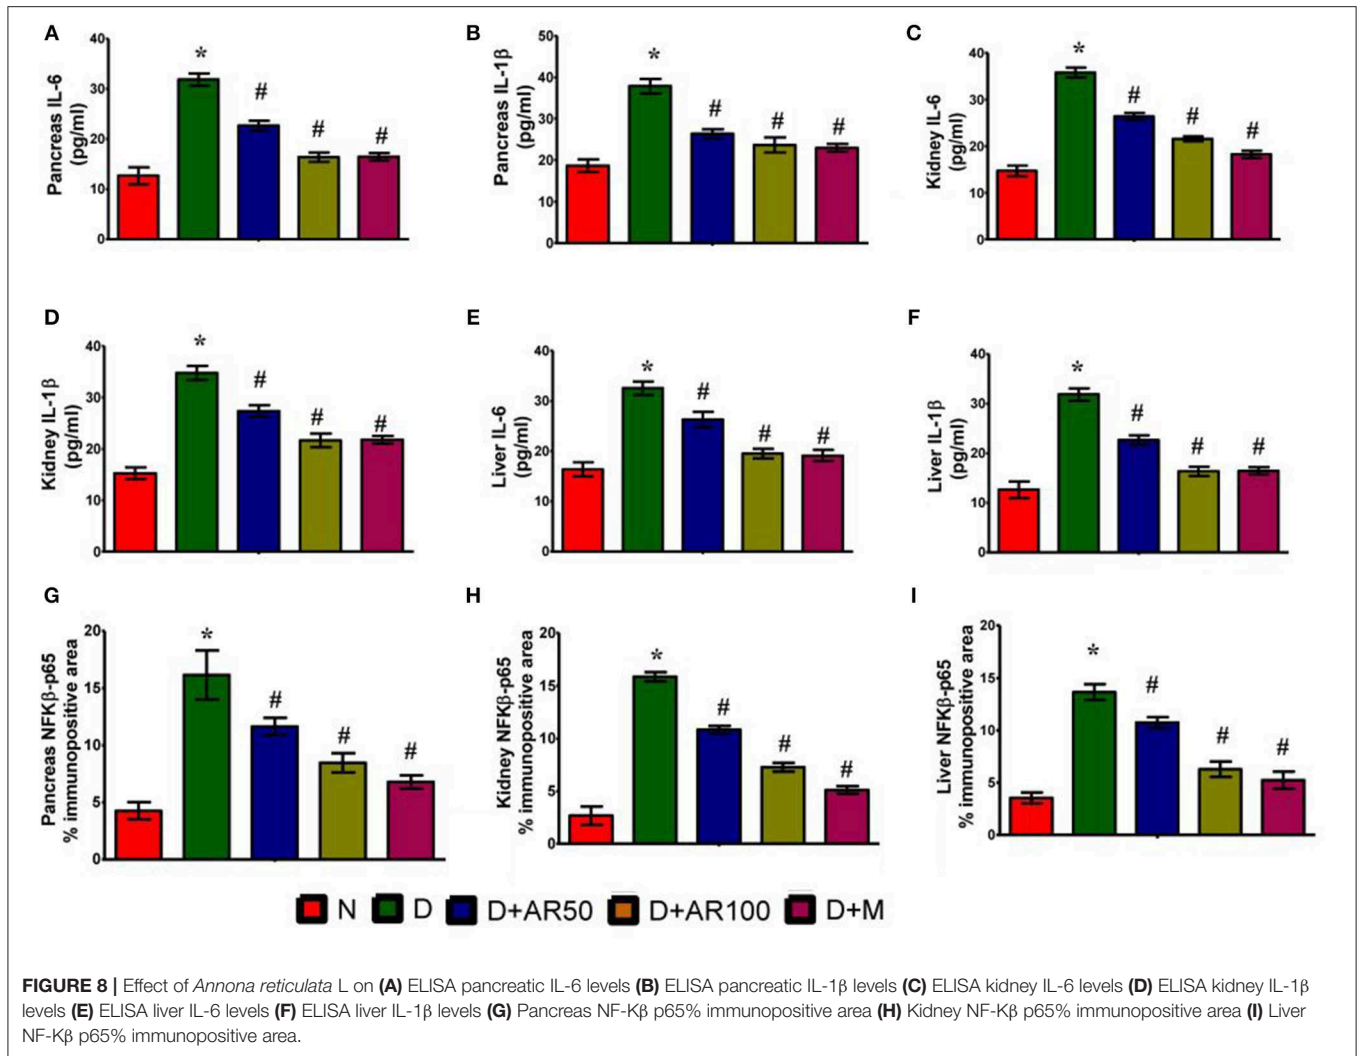 A
Pancreas IL-6
(pg/ml)
40
30
20
10
0
*
#
#
#
B
Pancreas IL-1β
(pg/ml)
50
40
30
20
10
0
*
#
#
#
C
Kidney IL-6
(pg/ml)
40
30
20
10
0
*
#
#
#
D
Kidney IL-1β
(pg/ml)
40
30
20
10
0
*
#
#
#
E
Liver IL-6
(pg/ml)
40
30
20
10
0
*
#
#
#
F
Liver IL-1β
(pg/ml)
40
30
20
10
0
*
#
#
#
G
Pancreas NFKβ-p65
% immunopositive area
20
15
10
5
0
*
#
#
#
H
Kidney NFKβ-p65
% immunopositive area
20
15
10
5
0
*
#
#
#
I
Liver NFKβ-p65
% immunopositive area
20
15
10
5
0
*
#
#
#
N D D+AR50 D+AR100 D+M
FIGURE 8 | Effect of Annona reticulata L on (A) ELISA pancreatic IL-6 levels (B) ELISA pancreatic IL-1β levels (C) ELISA kidney IL-6 levels (D) ELISA kidney IL-1β
levels (E) ELISA liver IL-6 levels (F) ELISA liver IL-1β levels (G) Pancreas NF-Kβ p65% immunopositive area (H) Kidney NF-Kβ p65% immunopositive area (I) Liver
NF-Kβ p65% immunopositive area.